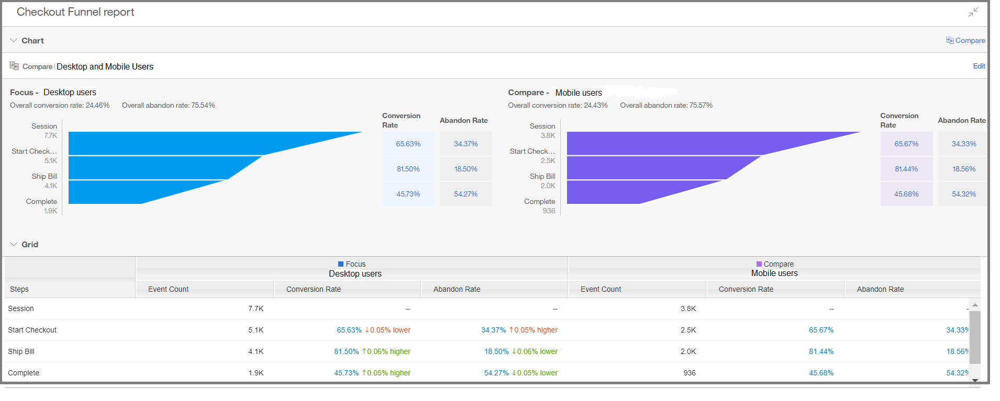 Checkout Funnel report
Chart
Compare
Compare | Desktop and Mobile Users
Edit
Focus - Desktop users
Overall conversion rate: 24.46% Overall abandon rate: 75.54%
Conversion Rate
Abandon Rate
Session
7.7K
65.63% 34.37%
Start Check...
5.1K
81.50% 18.50%
Ship Bill
4.1K
45.73% 54.27%
Complete
1.9K
Compare - Mobile users
Overall conversion rate: 24.43% Overall abandon rate: 75.57%
Conversion Rate
Abandon Rate
Session
3.8K
65.67% 34.33%
Start Check...
2.5K
81.44% 18.56%
Ship Bill
2.0K
45.68% 54.32%
Complete
936
Grid
Focus Compare
Desktop users Mobile users
Steps Event Count Conversion Rate Abandon Rate Event Count Conversion Rate Abandon Rate
Session 7.7K -- -- 3.8K -- -
Start Checkout 5.1K 65.63% ↓0.05% lower 34.37% ↑0.05% higher 2.5K 65.67% 34.33%
Ship Bill 4.1K 81.50% ↑0.06% higher 18.50% ↓0.06% lower 2.0K 81.44% 18.56%
Complete 1.9K 45.73% ↑0.05% higher 54.27% ↓0.05% lower 936 45.68% 54.32%